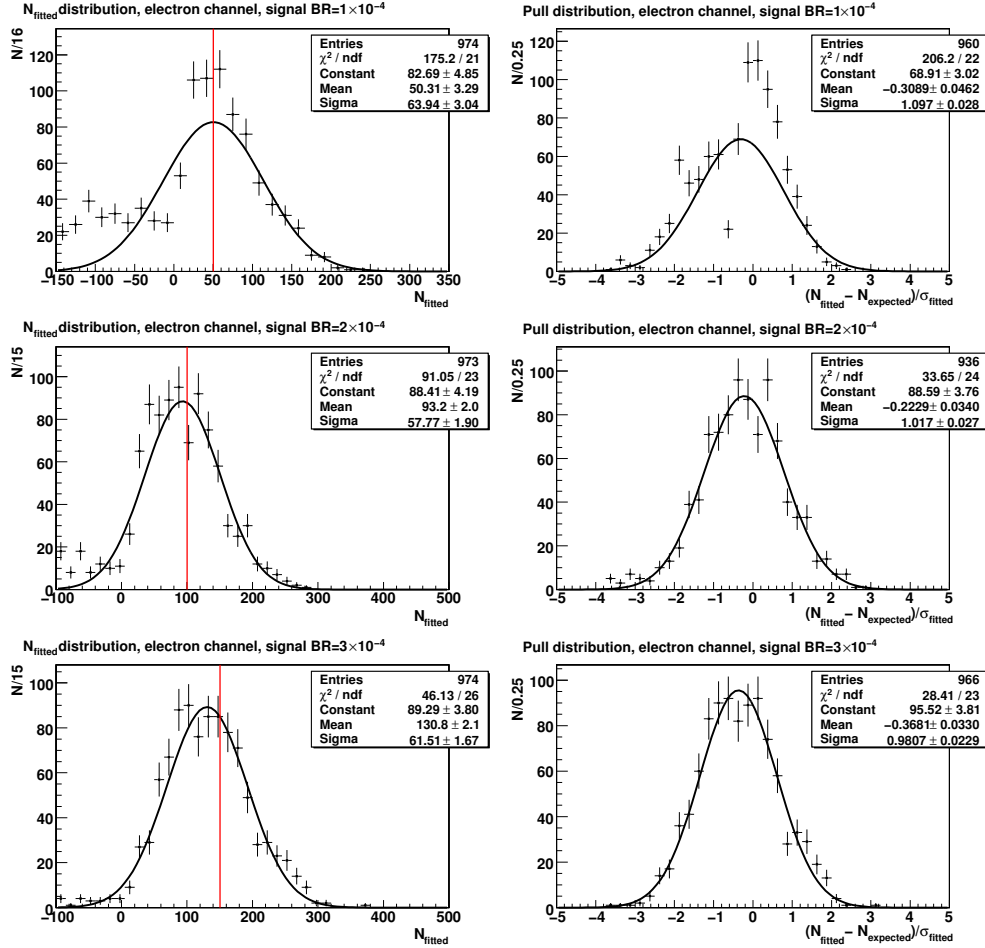 N_fitted distribution, electron channel, signal BR=1×10⁻⁴
N/16
120
100
80
60
40
20
0
-150 -100 -50 0 50 100 150 200 250 300 350
N_fitted
Entries 974
χ² / ndf 175.2 / 21
Constant 82.69 ± 4.85
Mean 50.31 ± 3.29
Sigma 63.94 ± 3.04
Pull distribution, electron channel, signal BR=1×10⁻⁴
N/0.25
120
100
80
60
40
20
0
−5 −4 −3 −2 −1 0 1 2 3 4 5
(N_fitted − N_expected)/σ_fitted
Entries 960
χ² / ndf 206.2 / 22
Constant 68.91 ± 3.02
Mean −0.3089 ± 0.0462
Sigma 1.097 ± 0.028
N_fitted distribution, electron channel, signal BR=2×10⁻⁴
N/15
100
80
60
40
20
0
-100 0 100 200 300 400 500
N_fitted
Entries 973
χ² / ndf 91.05 / 23
Constant 88.41 ± 4.19
Mean 93.2 ± 2.0
Sigma 57.77 ± 1.90
Pull distribution, electron channel, signal BR=2×10⁻⁴
N/0.25
100
80
60
40
20
0
−5 −4 −3 −2 −1 0 1 2 3 4 5
(N_fitted − N_expected)/σ_fitted
Entries 936
χ² / ndf 33.65 / 24
Constant 88.59 ± 3.76
Mean -0.2229 ± 0.0340
Sigma 1.017 ± 0.027
N_fitted distribution, electron channel, signal BR=3×10⁻⁴
N/15
100
80
60
40
20
0
-100 0 100 200 300 400 500
N_fitted
Entries 974
χ² / ndf 46.13 / 26
Constant 89.29 ± 3.80
Mean 130.8 ± 2.1
Sigma 61.51 ± 1.67
Pull distribution, electron channel, signal BR=3×10⁻⁴
N/0.25
100
80
60
40
20
0
−5 −4 −3 −2 −1 0 1 2 3 4 5
(N_fitted − N_expected)/σ_fitted
Entries 966
χ² / ndf 28.41 / 23
Constant 95.52 ± 3.81
Mean -0.3681 ± 0.0330
Sigma 0.9807 ± 0.0229